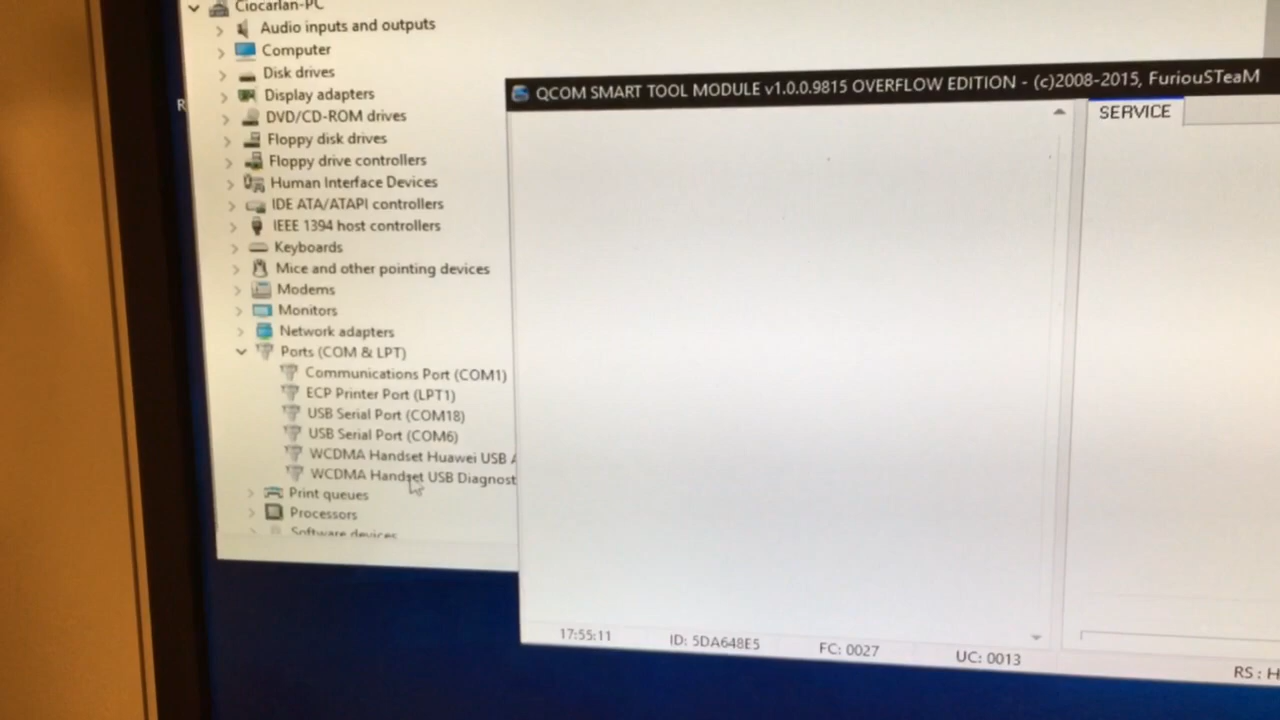 Ciocarlan-PC
Audio inputs and outputs
Computer
Disk drives
Display adapters
DVD/CD-ROM drives
Floppy disk drives
Floppy drive controllers
Human Interface Devices
IDE ATA/ATAPI controllers
IEEE 1394 host controllers
Keyboards
Mice and other pointing devices
Modems
Monitors
Network adapters
Ports (COM & LPT)
Communications Port (COM1)
ECP Printer Port (LPT1)
USB Serial Port (COM18)
USB Serial Port (COM6)
WCDMA Handset Huawei USB A
WCDMA Handset USB Diagnost
Print queues
Processors
Software devices
R
QCOM SMART TOOL MODULE v1.0.0.9815 OVERFLOW EDITION - (c)2008-2015, FuriouSTeaM
SERVICE
17:55:11 ID: 5DA648E5 FC: 0027 UC: 0013
RS : H